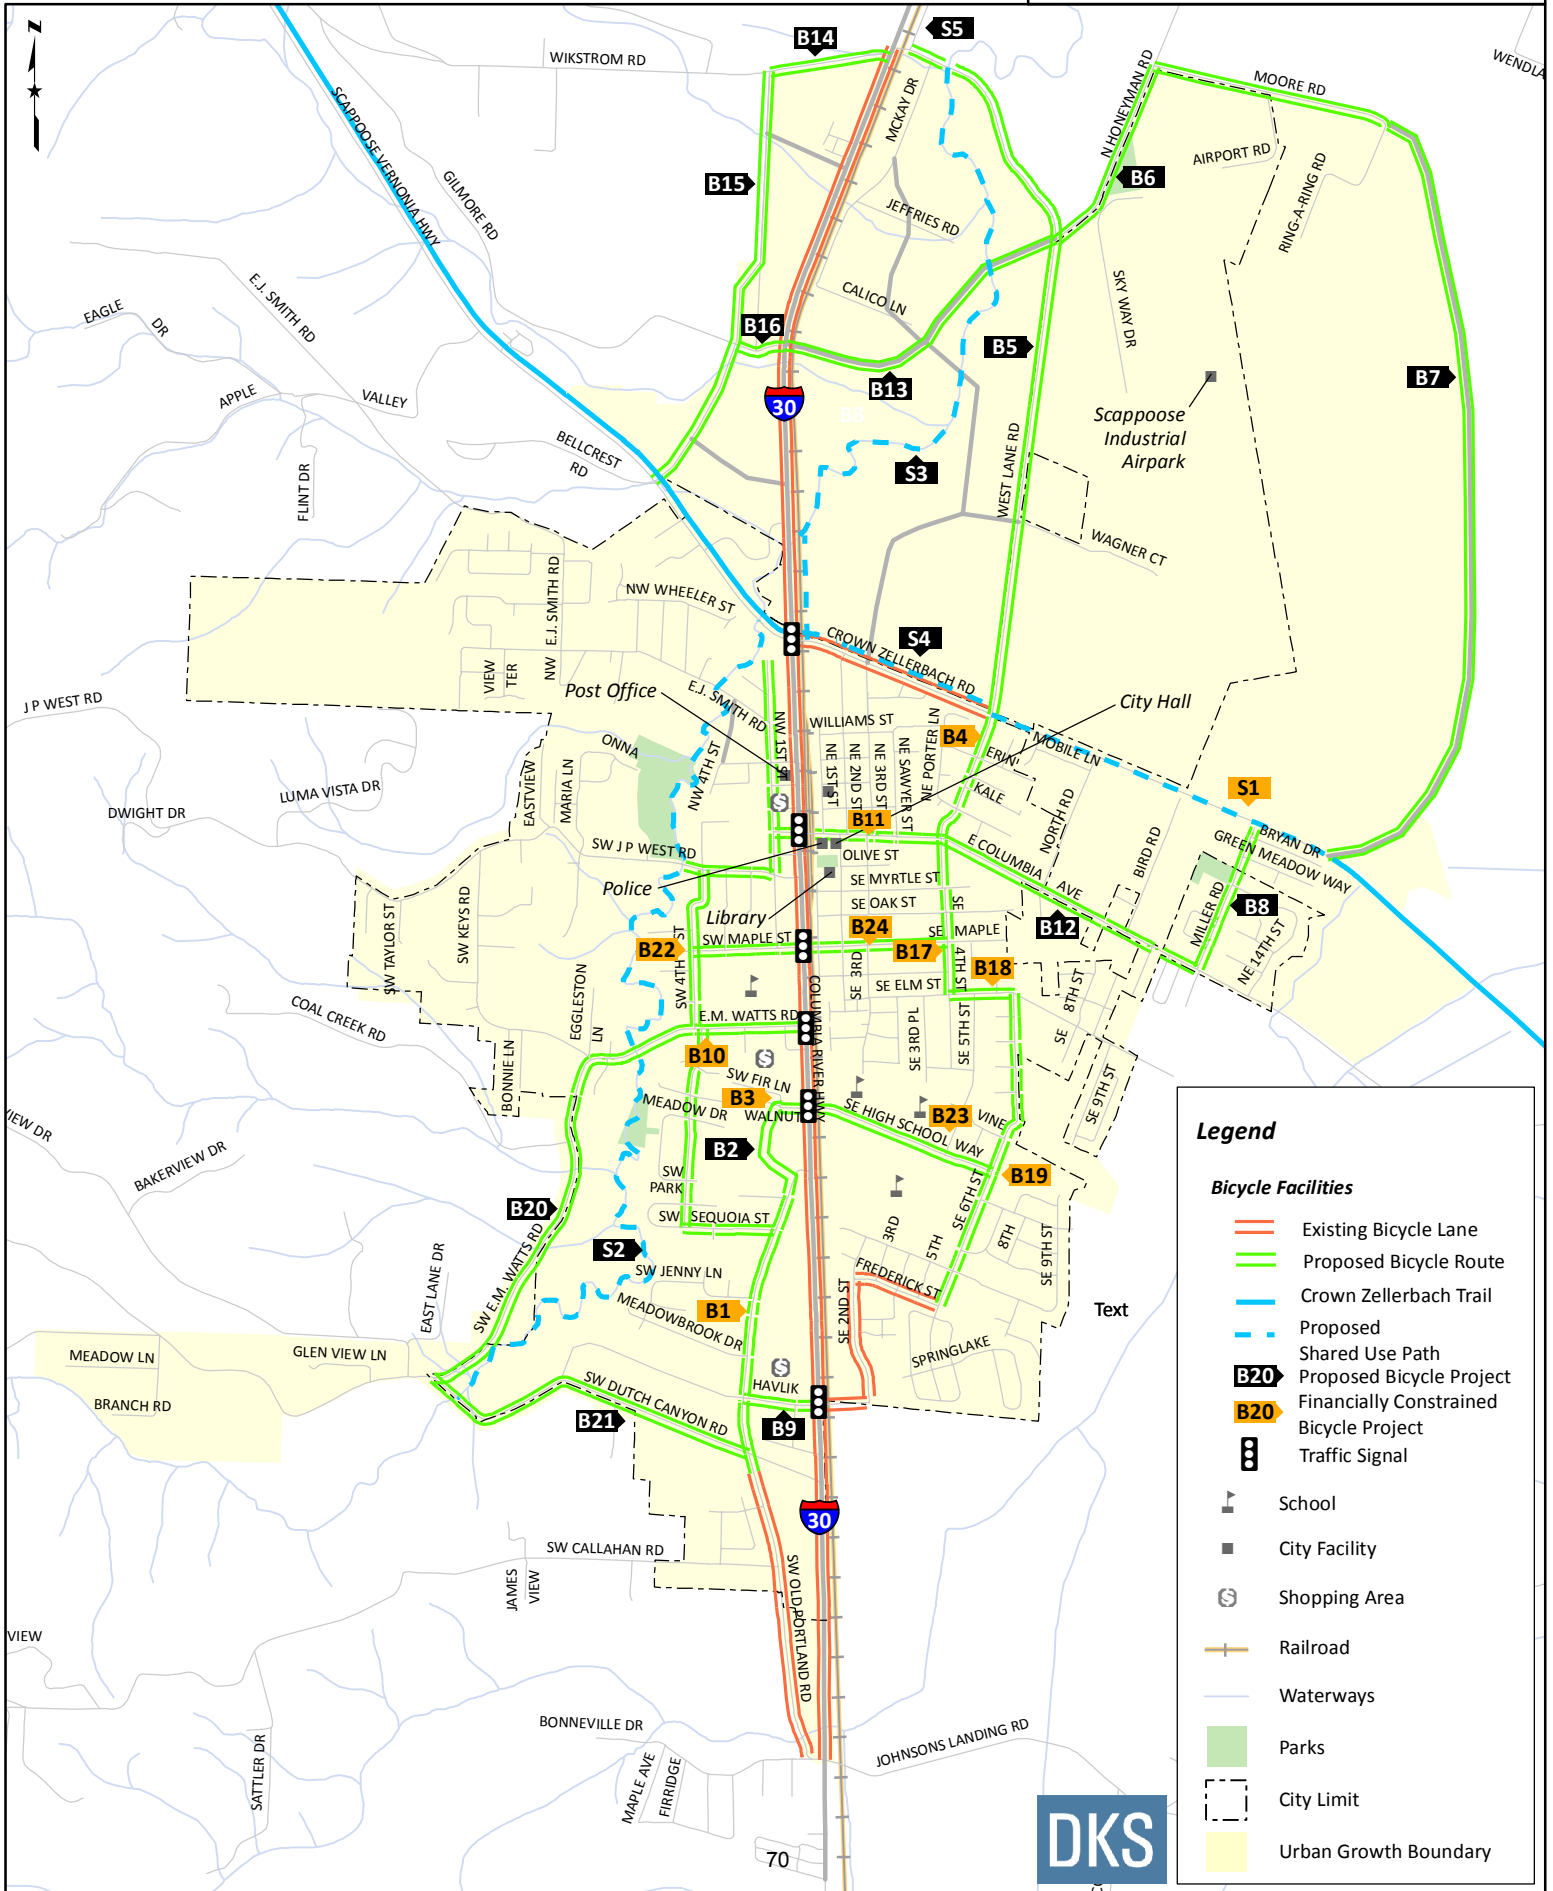 N
S5
B14
WIKSTROM RD
WENDLA
MOORE RD
N HONEYMAN RD
MCKAY DR
SCAPPOOSE VERNONIA HWY
GILMORE RD
AIRPORT RD
RING-A-RING RD
B15
B6
JEFFRIES RD
E.J. SMITH RD
EAGLE
DR
CALICO LN
SKY WAY DR
B16
B5
B13
B7
30
APPLE
VALLEY
B8
Scappoose
Industrial
Airpark
BELLCREST
RD
FLINT DR
S3
WEST LANE RD
WAGNER CT
NW WHEELER ST
NW E.J. SMITH RD
S4
CROWN ZELLERBACH RD
VIEW
TER
Post Office
E.J. SMITH RD
City Hall
J P WEST RD
WILLIAMS ST
NW 1ST ST
NE 1ST ST
NE 2ND ST
NE 3RD ST
NE SAWYER ST
NE PORTER LN
B4
ERIN
MOBILE LN
ONNA
NW 4TH ST
KALE
S1
EASTVIEW
MARIA LN
LUMA VISTA DR
DWIGHT DR
NORTH RD
BIRD RD
B11
BRYAN DR
GREEN MEADOW WAY
SW J P WEST RD
OLIVE ST
E COLUMBIA AVE
Police
SE MYRTLE ST
MILLER RD
B8
SE OAK ST
Library
SW TAYLOR ST
SW KEYS RD
SW 4TH ST
SW MAPLE ST
B24
SE MAPLE
B12
B22
B17
SE 4TH ST
B18
NE 14TH ST
SE 3RD
SE ELM ST
COAL CREEK RD
EGGLESTON
LN
E.M. WATTS RD
COLUMBIA RIVER HWY
SE 8TH ST
SE 3RD PL
SE 5TH ST
B10
BONNIE LN
SW FIR LN
SE 9TH ST
B3
MEADOW DR
WALNUT
SE HIGH SCHOOL WAY
B23
VINE
VIEW DR
B2
BAKERVIEW DR
SW
PARK
B19
SE 6TH ST
B20
SW SEQUOIA ST
3RD
5TH
8TH
SE 9TH ST
S2
SW E.M. WATTS RD
EAST LANE DR
SW JENNY LN
FREDERICK ST
B1
MEADOWBROOK DR
SE 2ND ST
Text
MEADOW LN
GLEN VIEW LN
SPRINGLAKE
HAVLIK
BRANCH RD
SW DUTCH CANYON RD
B21
B9
30
SW CALLAHAN RD
JAMES
VIEW
SW OLD PORTLAND RD
VIEW
BONNEVILLE DR
JOHNSONS LANDING RD
SATTLER DR
MAPLE AVE
FIRRIDGE
70
DKS
Legend
Bicycle Facilities
Existing Bicycle Lane
Proposed Bicycle Route
Crown Zellerbach Trail
Proposed
Shared Use Path
B20 Proposed Bicycle Project
B20 Financially Constrained
Bicycle Project
Traffic Signal
School
City Facility
Shopping Area
Railroad
Waterways
Parks
City Limit
Urban Growth Boundary